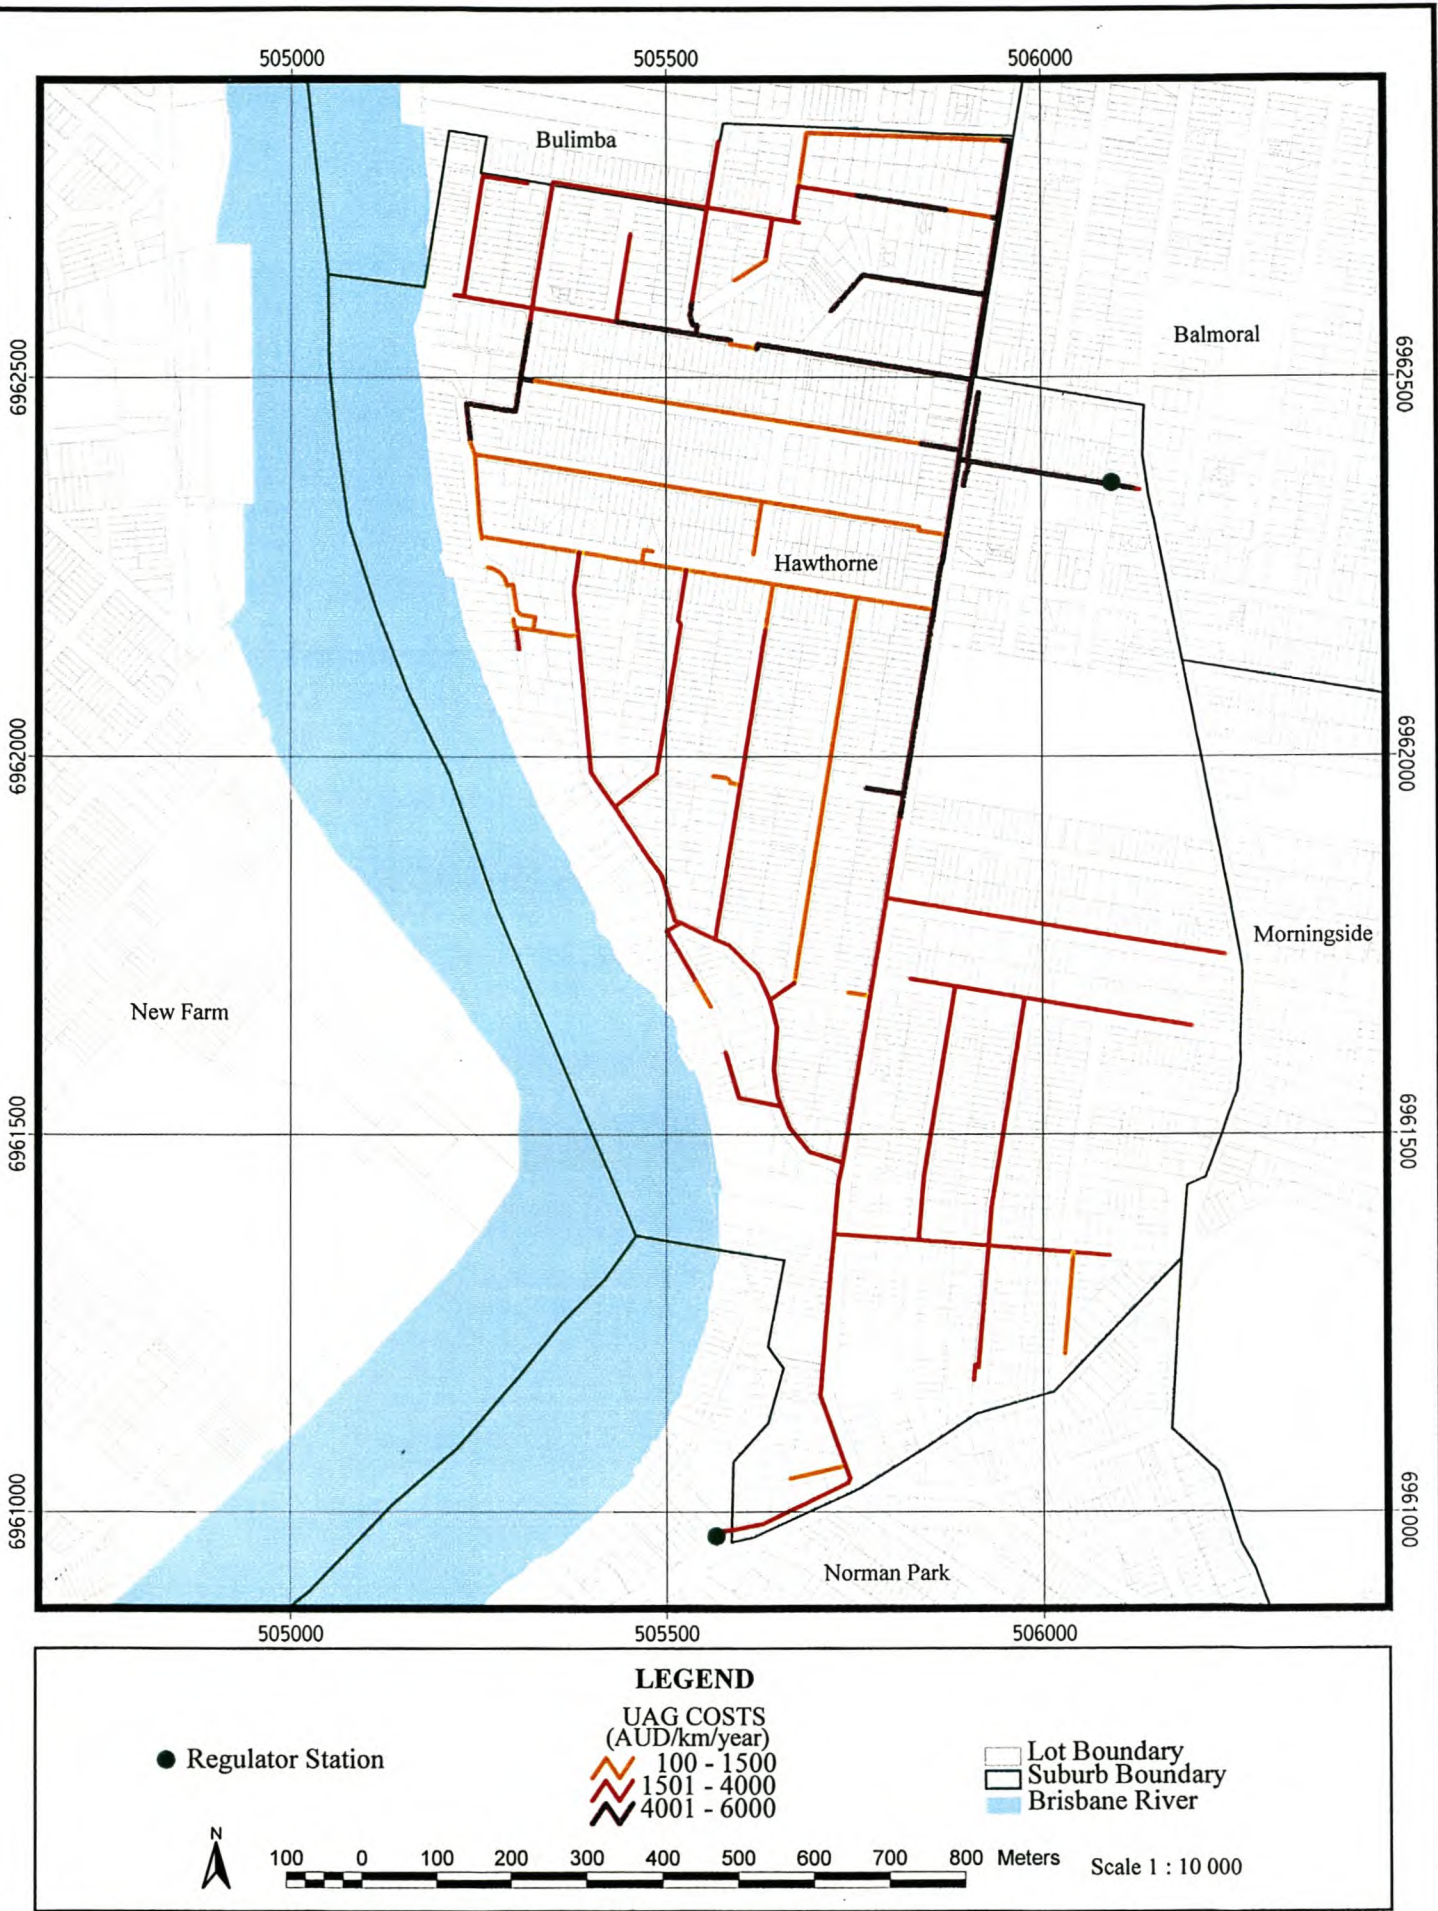 505000 505500 506000
Bulimba
Balmoral
6962500 6962500
Hawthorne
6962000 6962000
Morningside
New Farm
6961500 6961500
6961000 6961000
Norman Park
505000 505500 506000
LEGEND
UAG COSTS
(AUD/km/year)
Regulator Station
100 - 1500
1501 - 4000
4001 - 6000
Lot Boundary
Suburb Boundary
Brisbane River
N
100 0 100 200 300 400 500 600 700 800 Meters
Scale 1 : 10 000